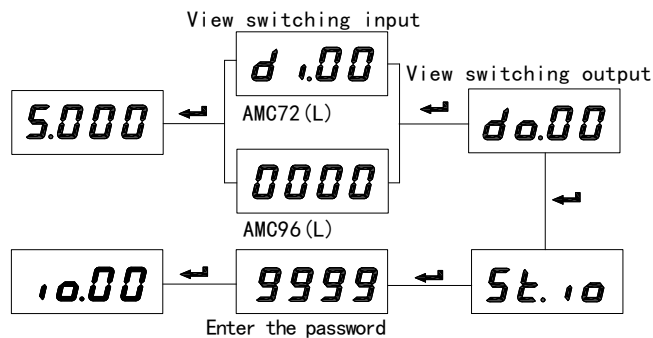 View switching input
di.00
View switching output
5.000
AMC72(L)
do.00
0000
AMC96(L)
io.00
9999
St.io
Enter the password